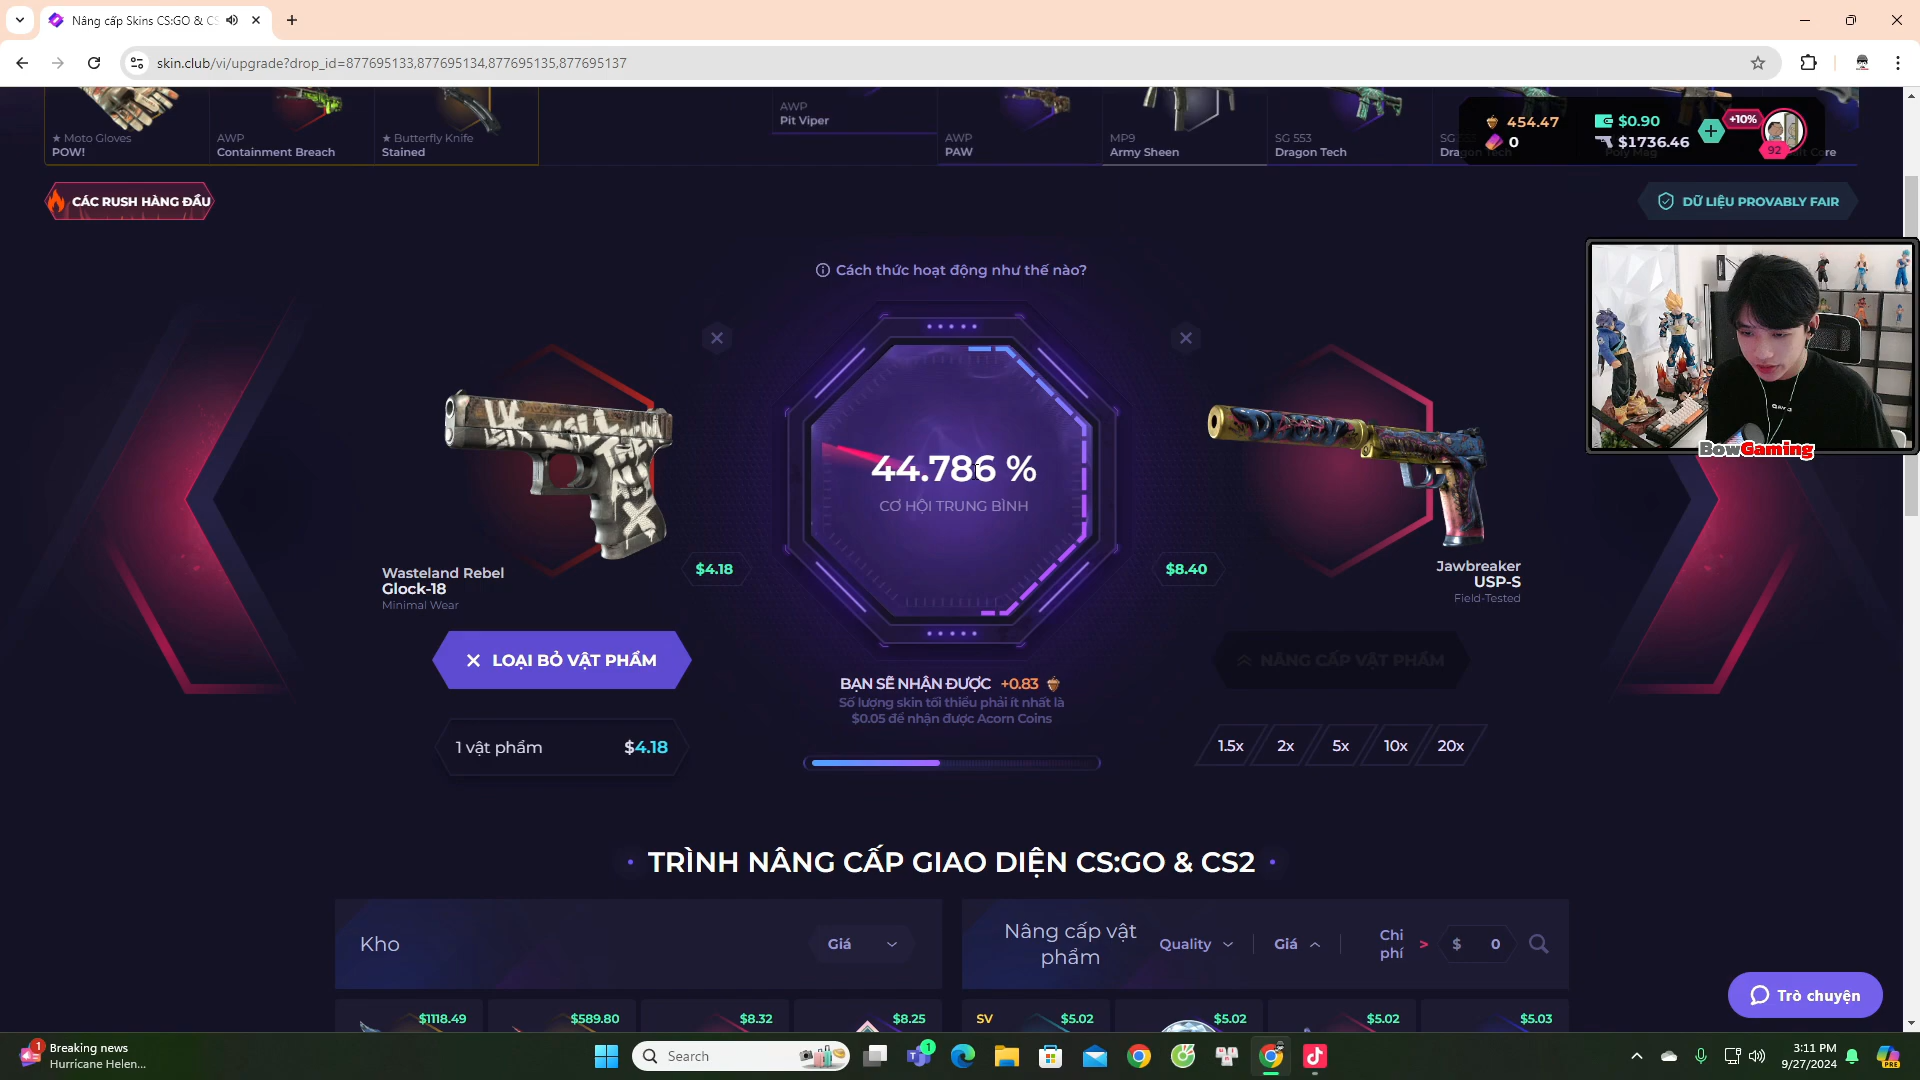 Nâng cấp Skins CS:GO & CS
skin.club/vi/upgrade?drop_id=877695133,877695134,877695135,877695137
★ Moto Gloves
POW!
AWP
Containment Breach
★ Butterfly Knife
Stained
AWP
Pit Viper
AWP
PAW
MP9
Army Sheen
SG 553
Dragon Tech
454.47
0
$0.90
$1736.46
+10%
92
CÁC RUSH HÀNG ĐẦU
DỮ LIỆU PROVABLY FAIR
Cách thức hoạt động như thế nào?
44.786 %
CƠ HỘI TRUNG BÌNH
Wasteland Rebel
Glock-18
Minimal Wear
$4.18
$8.40
Jawbreaker
USP-S
Field-Tested
BowGaming
LOẠI BỎ VẬT PHẨM
NÂNG CẤP VẬT PHẨM
BẠN SẼ NHẬN ĐƯỢC +0.83
Số lượng skin tối thiểu phải ít nhất là
$0.05 để nhận được Acorn Coins
1 vật phẩm $4.18
1.5x 2x 5x 10x 20x
TRÌNH NÂNG CẤP GIAO DIỆN CS:GO & CS2
Kho
Giá
Nâng cấp vật
phẩm
Quality
Giá
Chi
phí
> $ 0
$1118.49
$589.80
$8.32
$8.25
SV
$5.02
$5.02
$5.02
$5.03
Trò chuyện
1
Breaking news
Hurricane Helen...
Search
1
3:11 PM
9/27/2024
PRE